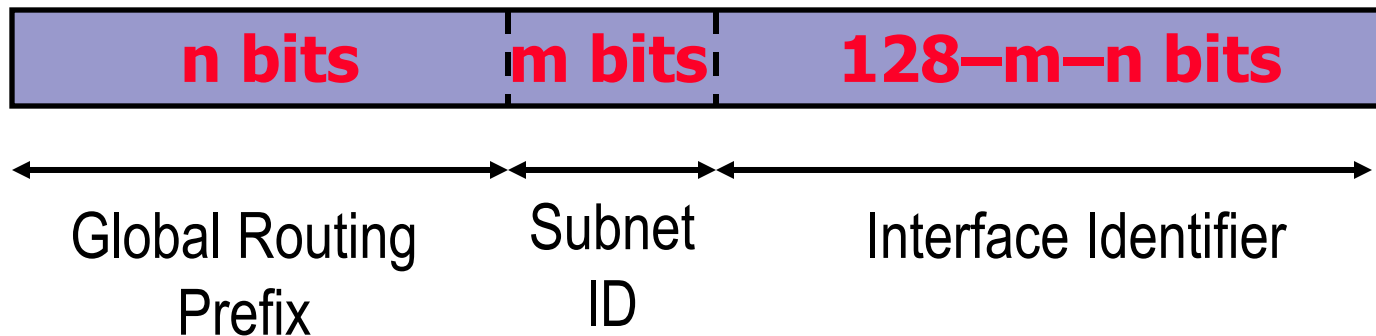 n bits m bits 128–m–n bits
Global Routing
Prefix
Subnet
ID
Interface Identifier